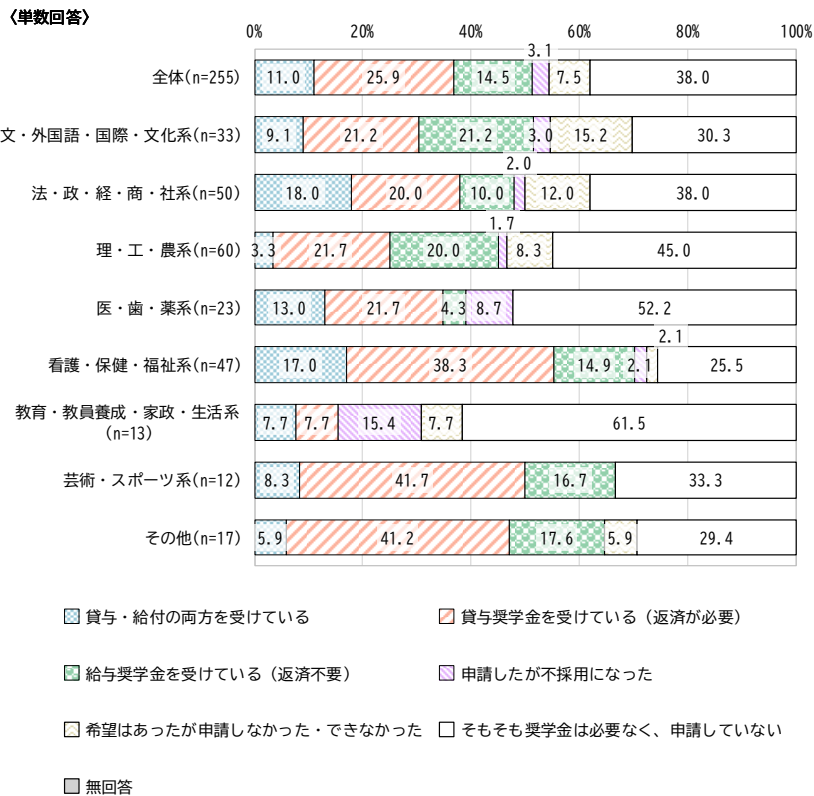 〈単数回答〉
0% 20% 40% 60% 80% 100%
3.1
全体(n=255) 11.0 25.9 14.5 7.5 38.0
文・外国語・国際・文化系(n=33) 9.1 21.2 21.2 3.0 15.2 30.3
2.0
法・政・経・商・社系(n=50) 18.0 20.0 10.0 12.0 38.0
1.7
理・工・農系(n=60) 3.3 21.7 20.0 8.3 45.0
医・歯・薬系(n=23) 13.0 21.7 4.3 8.7 52.2
2.1
看護・保健・福祉系(n=47) 17.0 38.3 14.9 2.1 25.5
教育・教員養成・家政・生活系
(n=13) 7.7 7.7 15.4 7.7 61.5
芸術・スポーツ系(n=12) 8.3 41.7 16.7 33.3
その他(n=17) 5.9 41.2 17.6 5.9 29.4
貸与・給付の両方を受けている 貸与奨学金を受けている（返済が必要）
給与奨学金を受けている（返済不要） 申請したが不採用になった
希望はあったが申請しなかった・できなかった そもそも奨学金は必要なく、申請していない
無回答